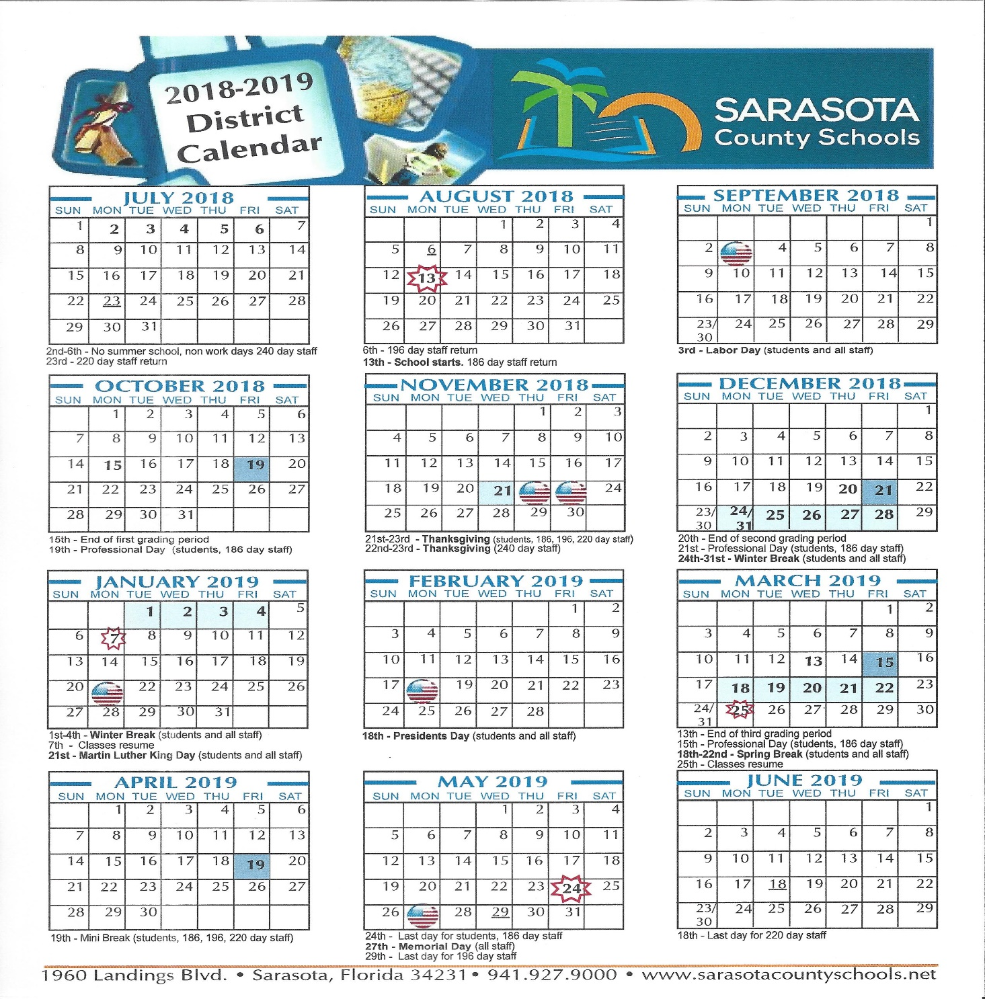 2018-2019
District
Calendar
SARASOTA
County Schools
JULY 2018
SUN MON TUE WED THU FRI SAT
1 2 3 4 5 6 7
8 9 10 11 12 13 14
15 16 17 18 19 20 21
22 23 24 25 26 27 28
29 30 31
2nd-6th - No summer school, non work days 240 day staff
23rd - 220 day staff return
AUGUST 2018
SUN MON TUE WED THU FRI SAT
1 2 3 4
5 6 7 8 9 10 11
12 13 14 15 16 17 18
19 20 21 22 23 24 25
26 27 28 29 30 31
6th - 196 day staff return
13th - School starts. 186 day staff return
SEPTEMBER 2018
SUN MON TUE WED THU FRI SAT
1
2 4 5 6 7 8
9 10 11 12 13 14 15
16 17 18 19 20 21 22
23/ 24 25 26 27 28 29
30
3rd - Labor Day (students and all staff)
OCTOBER 2018
SUN MON TUE WED THU FRI SAT
1 2 3 4 5 6
7 8 9 10 11 12 13
14 15 16 17 18 19 20
21 22 23 24 25 26 27
28 29 30 31
15th - End of first grading period
19th - Professional Day (students, 186 day staff)
NOVEMBER 2018
SUN MON TUE WED THU FRI SAT
1 2 3
4 5 6 7 8 9 10
11 12 13 14 15 16 17
18 19 20 21 24
25 26 27 28 29 30
21st-23rd - Thanksgiving (students, 186, 196, 220 day staff)
22nd-23rd - Thanksgiving (240 day staff)
DECEMBER 2018
SUN MON TUE WED THU FRI SAT
1
2 3 4 5 6 7 8
9 10 11 12 13 14 15
16 17 18 19 20 21 22
23/ 24/ 25 26 27 28 29
30 31
20th - End of second grading period
21st - Professional Day (students, 186 day staff)
24th-31st - Winter Break (students and all staff)
JANUARY 2019
SUN MON TUE WED THU FRI SAT
1 2 3 4 5
6 7 8 9 10 11 12
13 14 15 16 17 18 19
20 22 23 24 25 26
27 28 29 30 31
1st-4th - Winter Break (students and all staff)
7th - Classes resume
21st - Martin Luther King Day (students and all staff)
FEBRUARY 2019
SUN MON TUE WED THU FRI SAT
1 2
3 4 5 6 7 8 9
10 11 12 13 14 15 16
17 19 20 21 22 23
24 25 26 27 28
18th - Presidents Day (students and all staff)
MARCH 2019
SUN MON TUE WED THU FRI SAT
1 2
3 4 5 6 7 8 9
10 11 12 13 14 15 16
17 18 19 20 21 22 23
24/ 25 26 27 28 29 30
31
13th - End of third grading period
15th - Professional Day (students, 186 day staff)
18th-22nd - Spring Break (students and all staff)
25th - Classes resume
APRIL 2019
SUN MON TUE WED THU FRI SAT
1 2 3 4 5 6
7 8 9 10 11 12 13
14 15 16 17 18 19 20
21 22 23 24 25 26 27
28 29 30
19th - Mini Break (students, 186, 196, 220 day staff)
MAY 2019
SUN MON TUE WED THU FRI SAT
1 2 3 4
5 6 7 8 9 10 11
12 13 14 15 16 17 18
19 20 21 22 23 24 25
26 28 29 30 31
24th - Last day for students, 186 day staff
27th - Memorial Day (all staff)
29th - Last day for 196 day staff
JUNE 2019
SUN MON TUE WED THU FRI SAT
1
2 3 4 5 6 7 8
9 10 11 12 13 14 15
16 17 18 19 20 21 22
23/ 24 25 26 27 28 29
30
18th - Last day for 220 day staff
1960 Landings Blvd. • Sarasota, Florida 34231 • 941.927.9000 • www.sarasotacountyschools.net